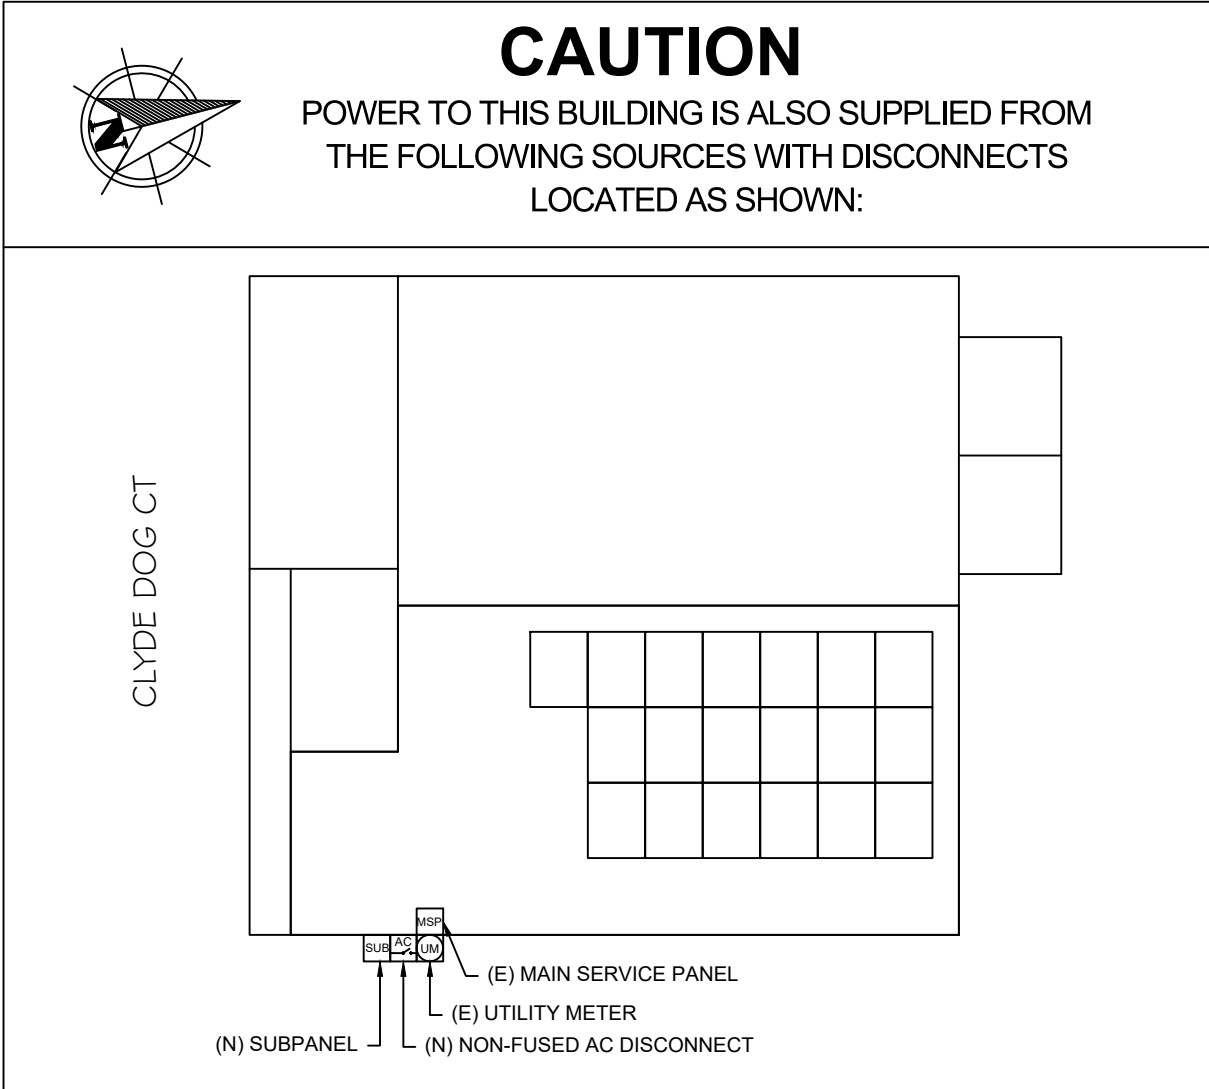 CAUTION
N
POWER TO THIS BUILDING IS ALSO SUPPLIED FROM
THE FOLLOWING SOURCES WITH DISCONNECTS
LOCATED AS SHOWN:
CLYDE DOG CT
MSP
SUB
AC
UM
(E) MAIN SERVICE PANEL
(E) UTILITY METER
(N) SUBPANEL
(N) NON-FUSED AC DISCONNECT